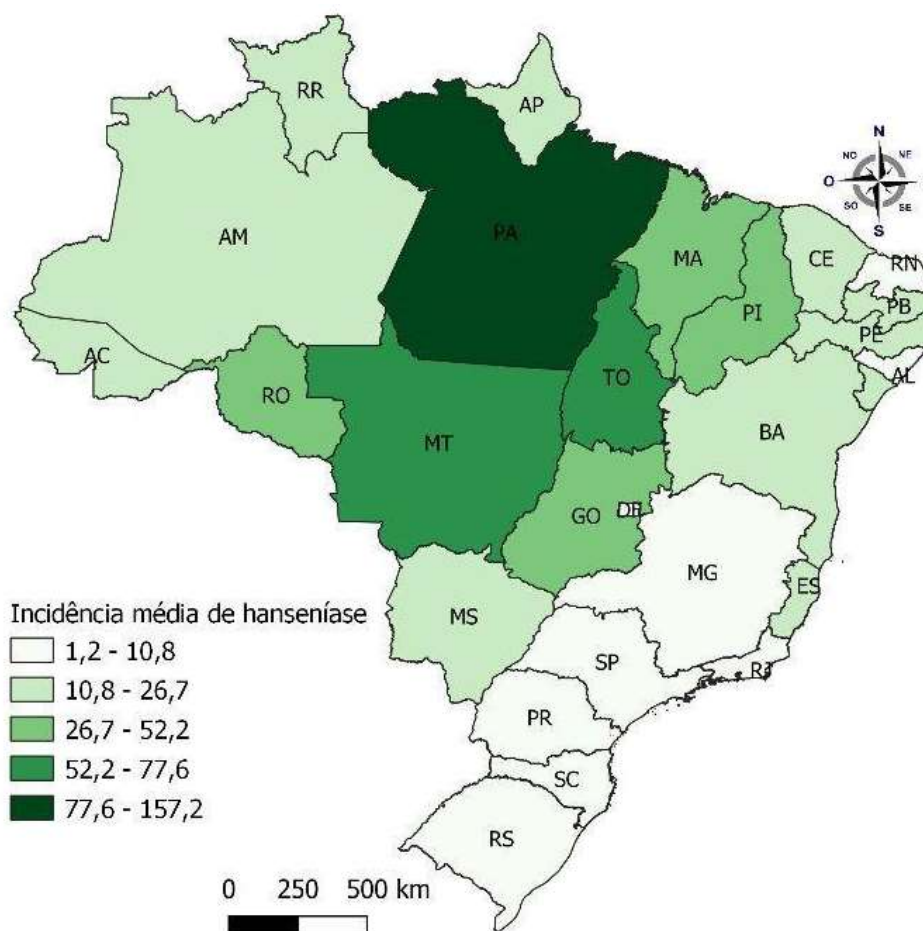 RR
AP
N
NO NE
O
SO SE
S
AM
PA
MA
CE
RN
PB
PI
PE
AC
AL
RO
TO
MT
BA
GO
DF
MG
ES
Incidência média de hanseníase
MS
1,2 - 10,8
SP
RJ
10,8 - 26,7
PR
26,7 - 52,2
52,2 - 77,6
SC
77,6 - 157,2
RS
0 250 500 km